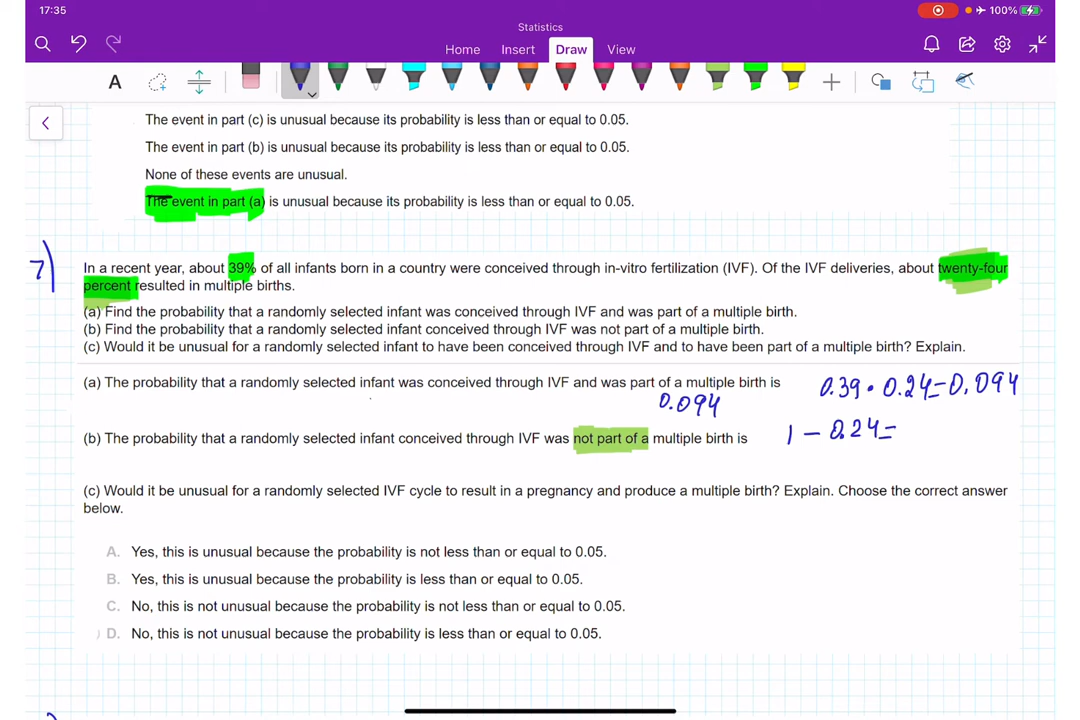 17:35
100%
Statistics
Home Insert Draw View
A
The event in part (c) is unusual because its probability is less than or equal to 0.05.
The event in part (b) is unusual because its probability is less than or equal to 0.05.
None of these events are unusual.
The event in part (a) is unusual because its probability is less than or equal to 0.05.
7)
In a recent year, about 39% of all infants born in a country were conceived through in-vitro fertilization (IVF). Of the IVF deliveries, about twenty-four
percent resulted in multiple births.
(a) Find the probability that a randomly selected infant was conceived through IVF and was part of a multiple birth.
(b) Find the probability that a randomly selected infant conceived through IVF was not part of a multiple birth.
(c) Would it be unusual for a randomly selected infant to have been conceived through IVF and to have been part of a multiple birth? Explain.
(a) The probability that a randomly selected infant was conceived through IVF and was part of a multiple birth is 0.39 • 0.24 = 0.094
0.094
(b) The probability that a randomly selected infant conceived through IVF was not part of a multiple birth is 1 – 0.24 =
(c) Would it be unusual for a randomly selected IVF cycle to result in a pregnancy and produce a multiple birth? Explain. Choose the correct answer
below.
A. Yes, this is unusual because the probability is not less than or equal to 0.05.
B. Yes, this is unusual because the probability is less than or equal to 0.05.
C. No, this is not unusual because the probability is not less than or equal to 0.05.
D. No, this is not unusual because the probability is less than or equal to 0.05.